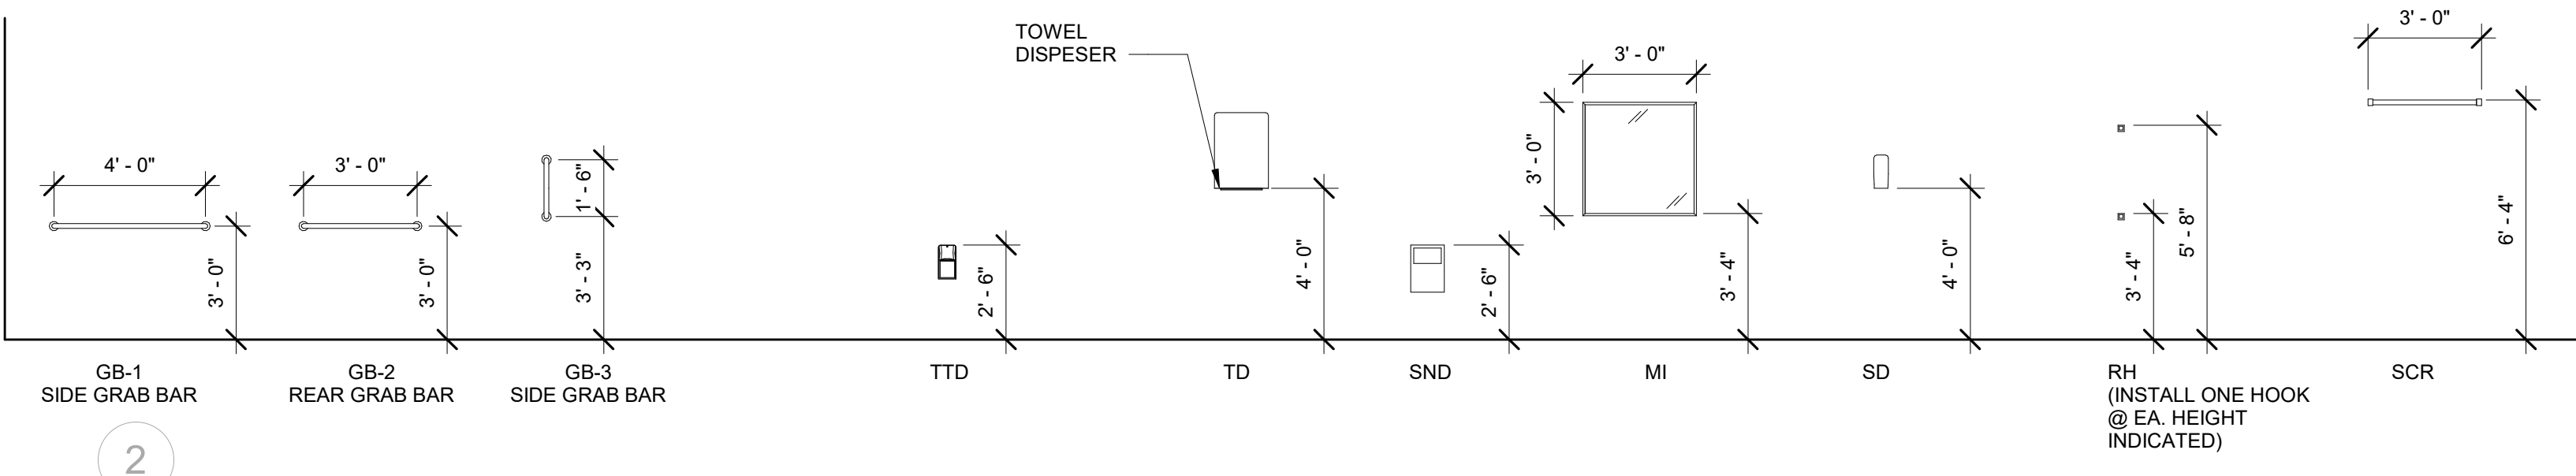 TOWEL
DISPESER
3' - 0"
3' - 0"
3' - 0"
4' - 0"
3' - 0"
1' - 6"
3' - 0"
3' - 0"
3' - 3"
2' - 6"
4' - 0"
2' - 6"
3' - 4"
4' - 0"
3' - 4"
5' - 8"
6' - 4"
GB-1
SIDE GRAB BAR
GB-2
REAR GRAB BAR
GB-3
SIDE GRAB BAR
TTD
TD
SND
MI
SD
RH
(INSTALL ONE HOOK
@ EA. HEIGHT
INDICATED)
SCR
2